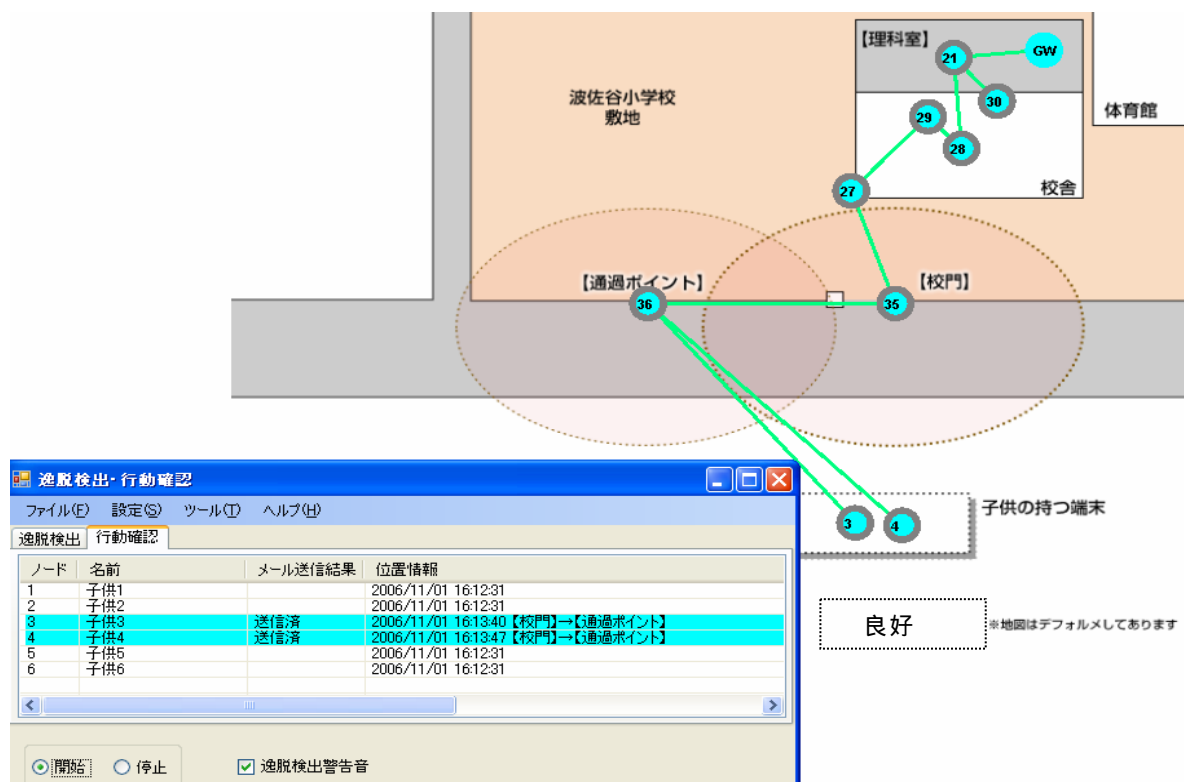 【理科室】
21
GW
30
29
28
27
校舎
体育館
波佐谷小学校
敷地
【通過ポイント】
【校門】
36
35
逸脱検出・行動確認
ファイル(F) 設定(S) ツール(T) ヘルプ(H)
逸脱検出 行動確認
ノード 名前 メール送信結果 位置情報
1 子供1 2006/11/01 16:12:31
2 子供2 2006/11/01 16:12:31
3 子供3 送信済 2006/11/01 16:13:40 【校門】→【通過ポイント】
4 子供4 送信済 2006/11/01 16:13:47 【校門】→【通過ポイント】
5 子供5 2006/11/01 16:12:31
6 子供6 2006/11/01 16:12:31
開始 停止 逸脱検出警告音
3
4
子供の持つ端末
良好
※地図はデフォルメしてあります